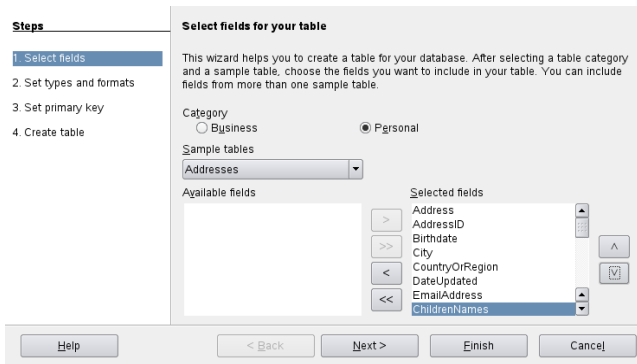 Steps
1. Select fields
2. Set types and formats
3. Set primary key
4. Create table
Select fields for your table
This wizard helps you to create a table for your database. After selecting a table category
and a sample table, choose the fields you want to include in your table. You can include
fields from more than one sample table.
Category
Business
Personal
Sample tables
Addresses
Available fields
Selected fields
Address
AddressID
Birthdate
City
CountryOrRegion
DateUpdated
EmailAddress
ChildrenNames
>
>>
<
<<
^
v
Help
< Back
Next >
Finish
Cancel